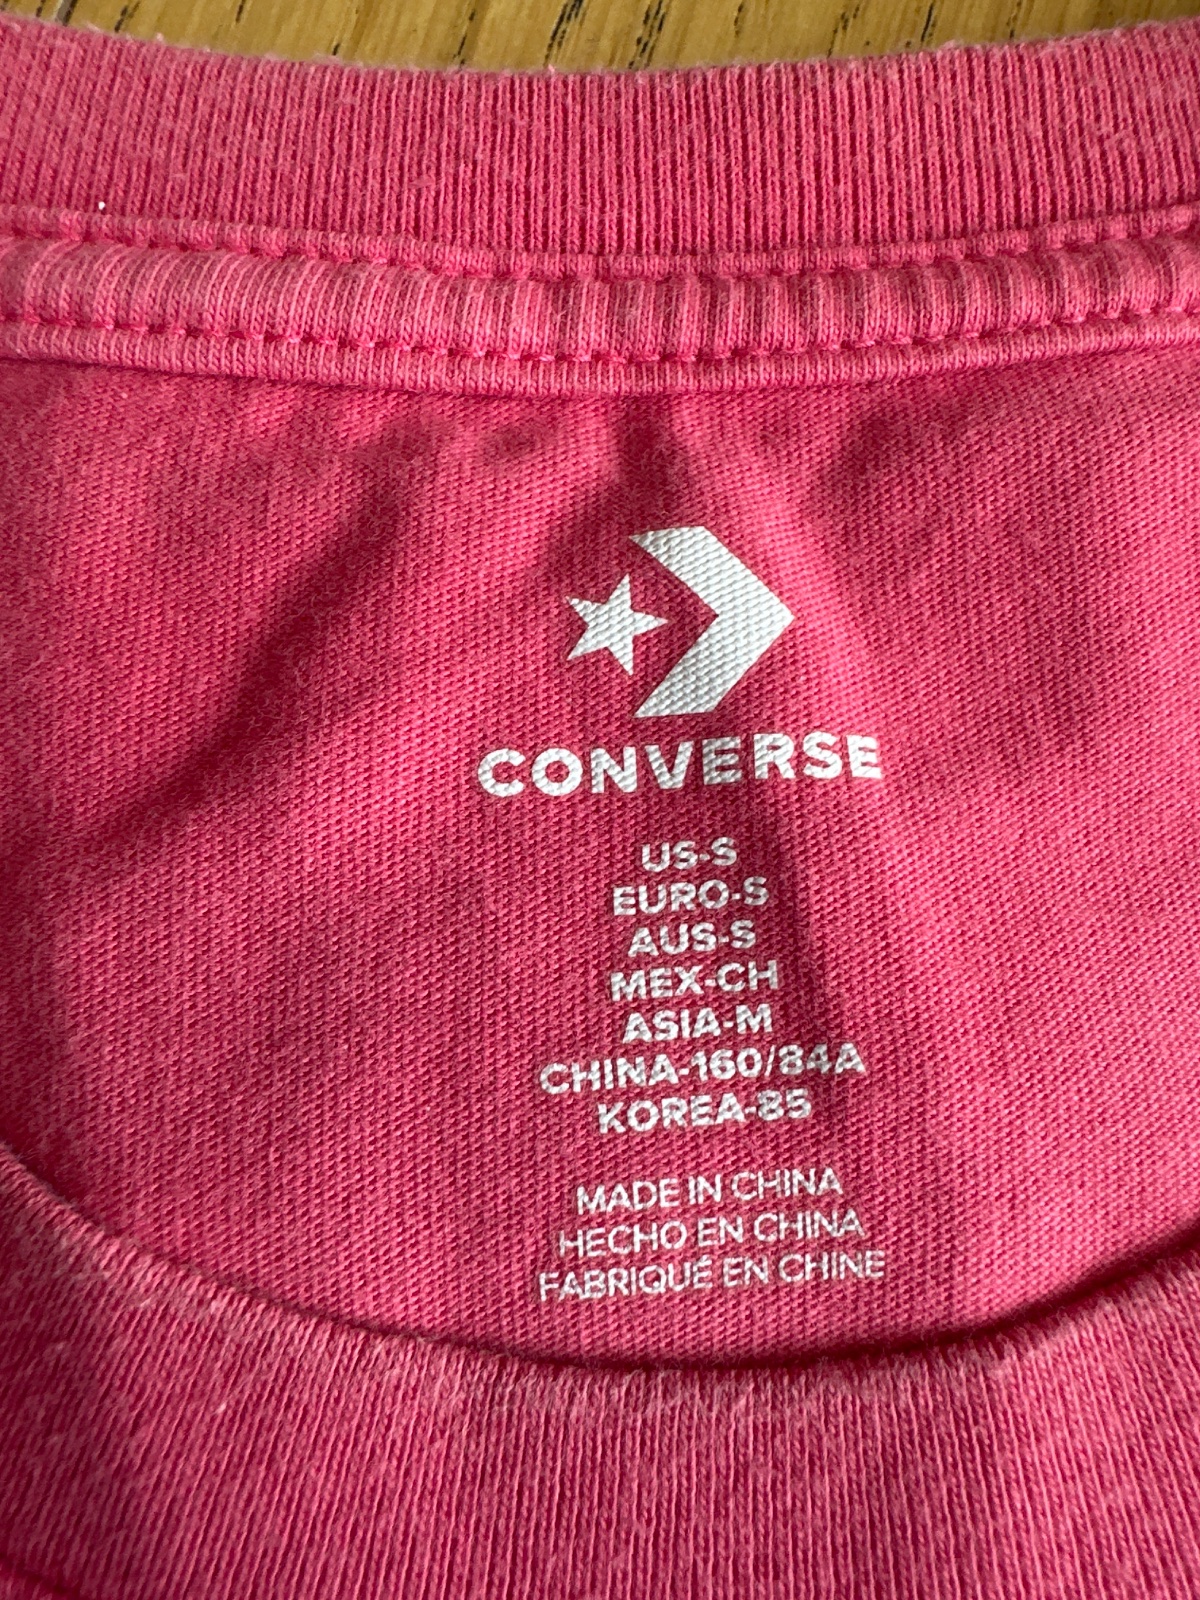 CONVERSE
US-S
EURO-S
AUS-S
MEX-CH
ASIA-M
CHINA-160/84A
KOREA-85
MADE IN CHINA
HECHO EN CHINA
FABRIQUÉ EN CHINE